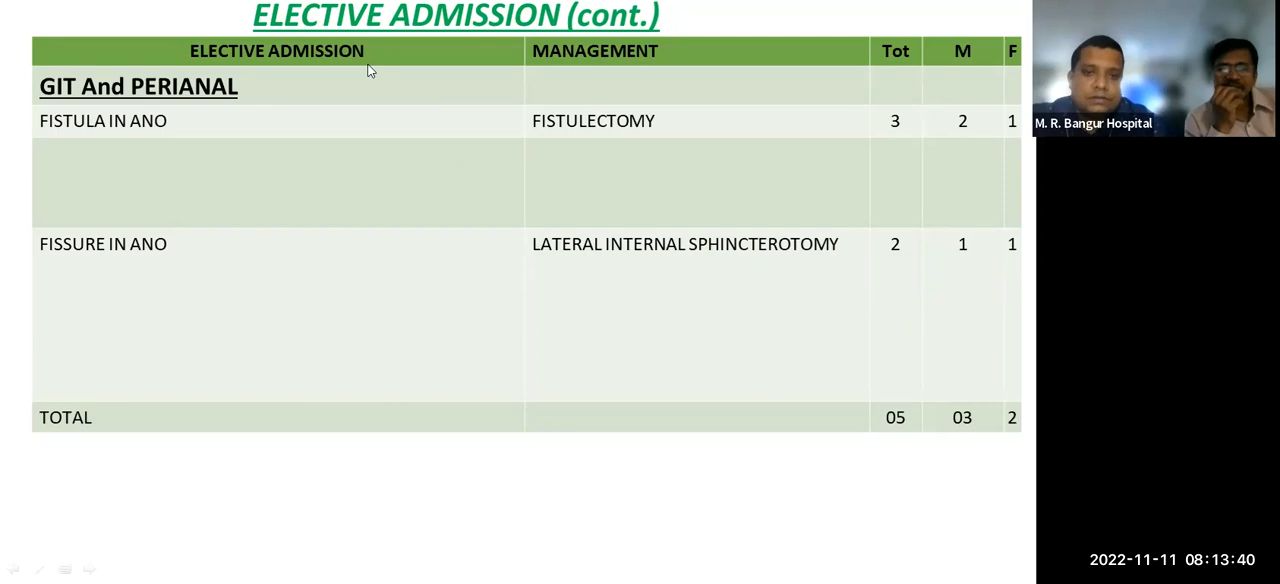 ELECTIVE ADMISSION (cont.)
ELECTIVE ADMISSION MANAGEMENT Tot M F
GIT And PERIANAL
FISTULA IN ANO FISTULECTOMY 3 2 1
FISSURE IN ANO LATERAL INTERNAL SPHINCTEROTOMY 2 1 1
TOTAL 05 03 2
M. R. Bangur Hospital
2022-11-11 08:13:40